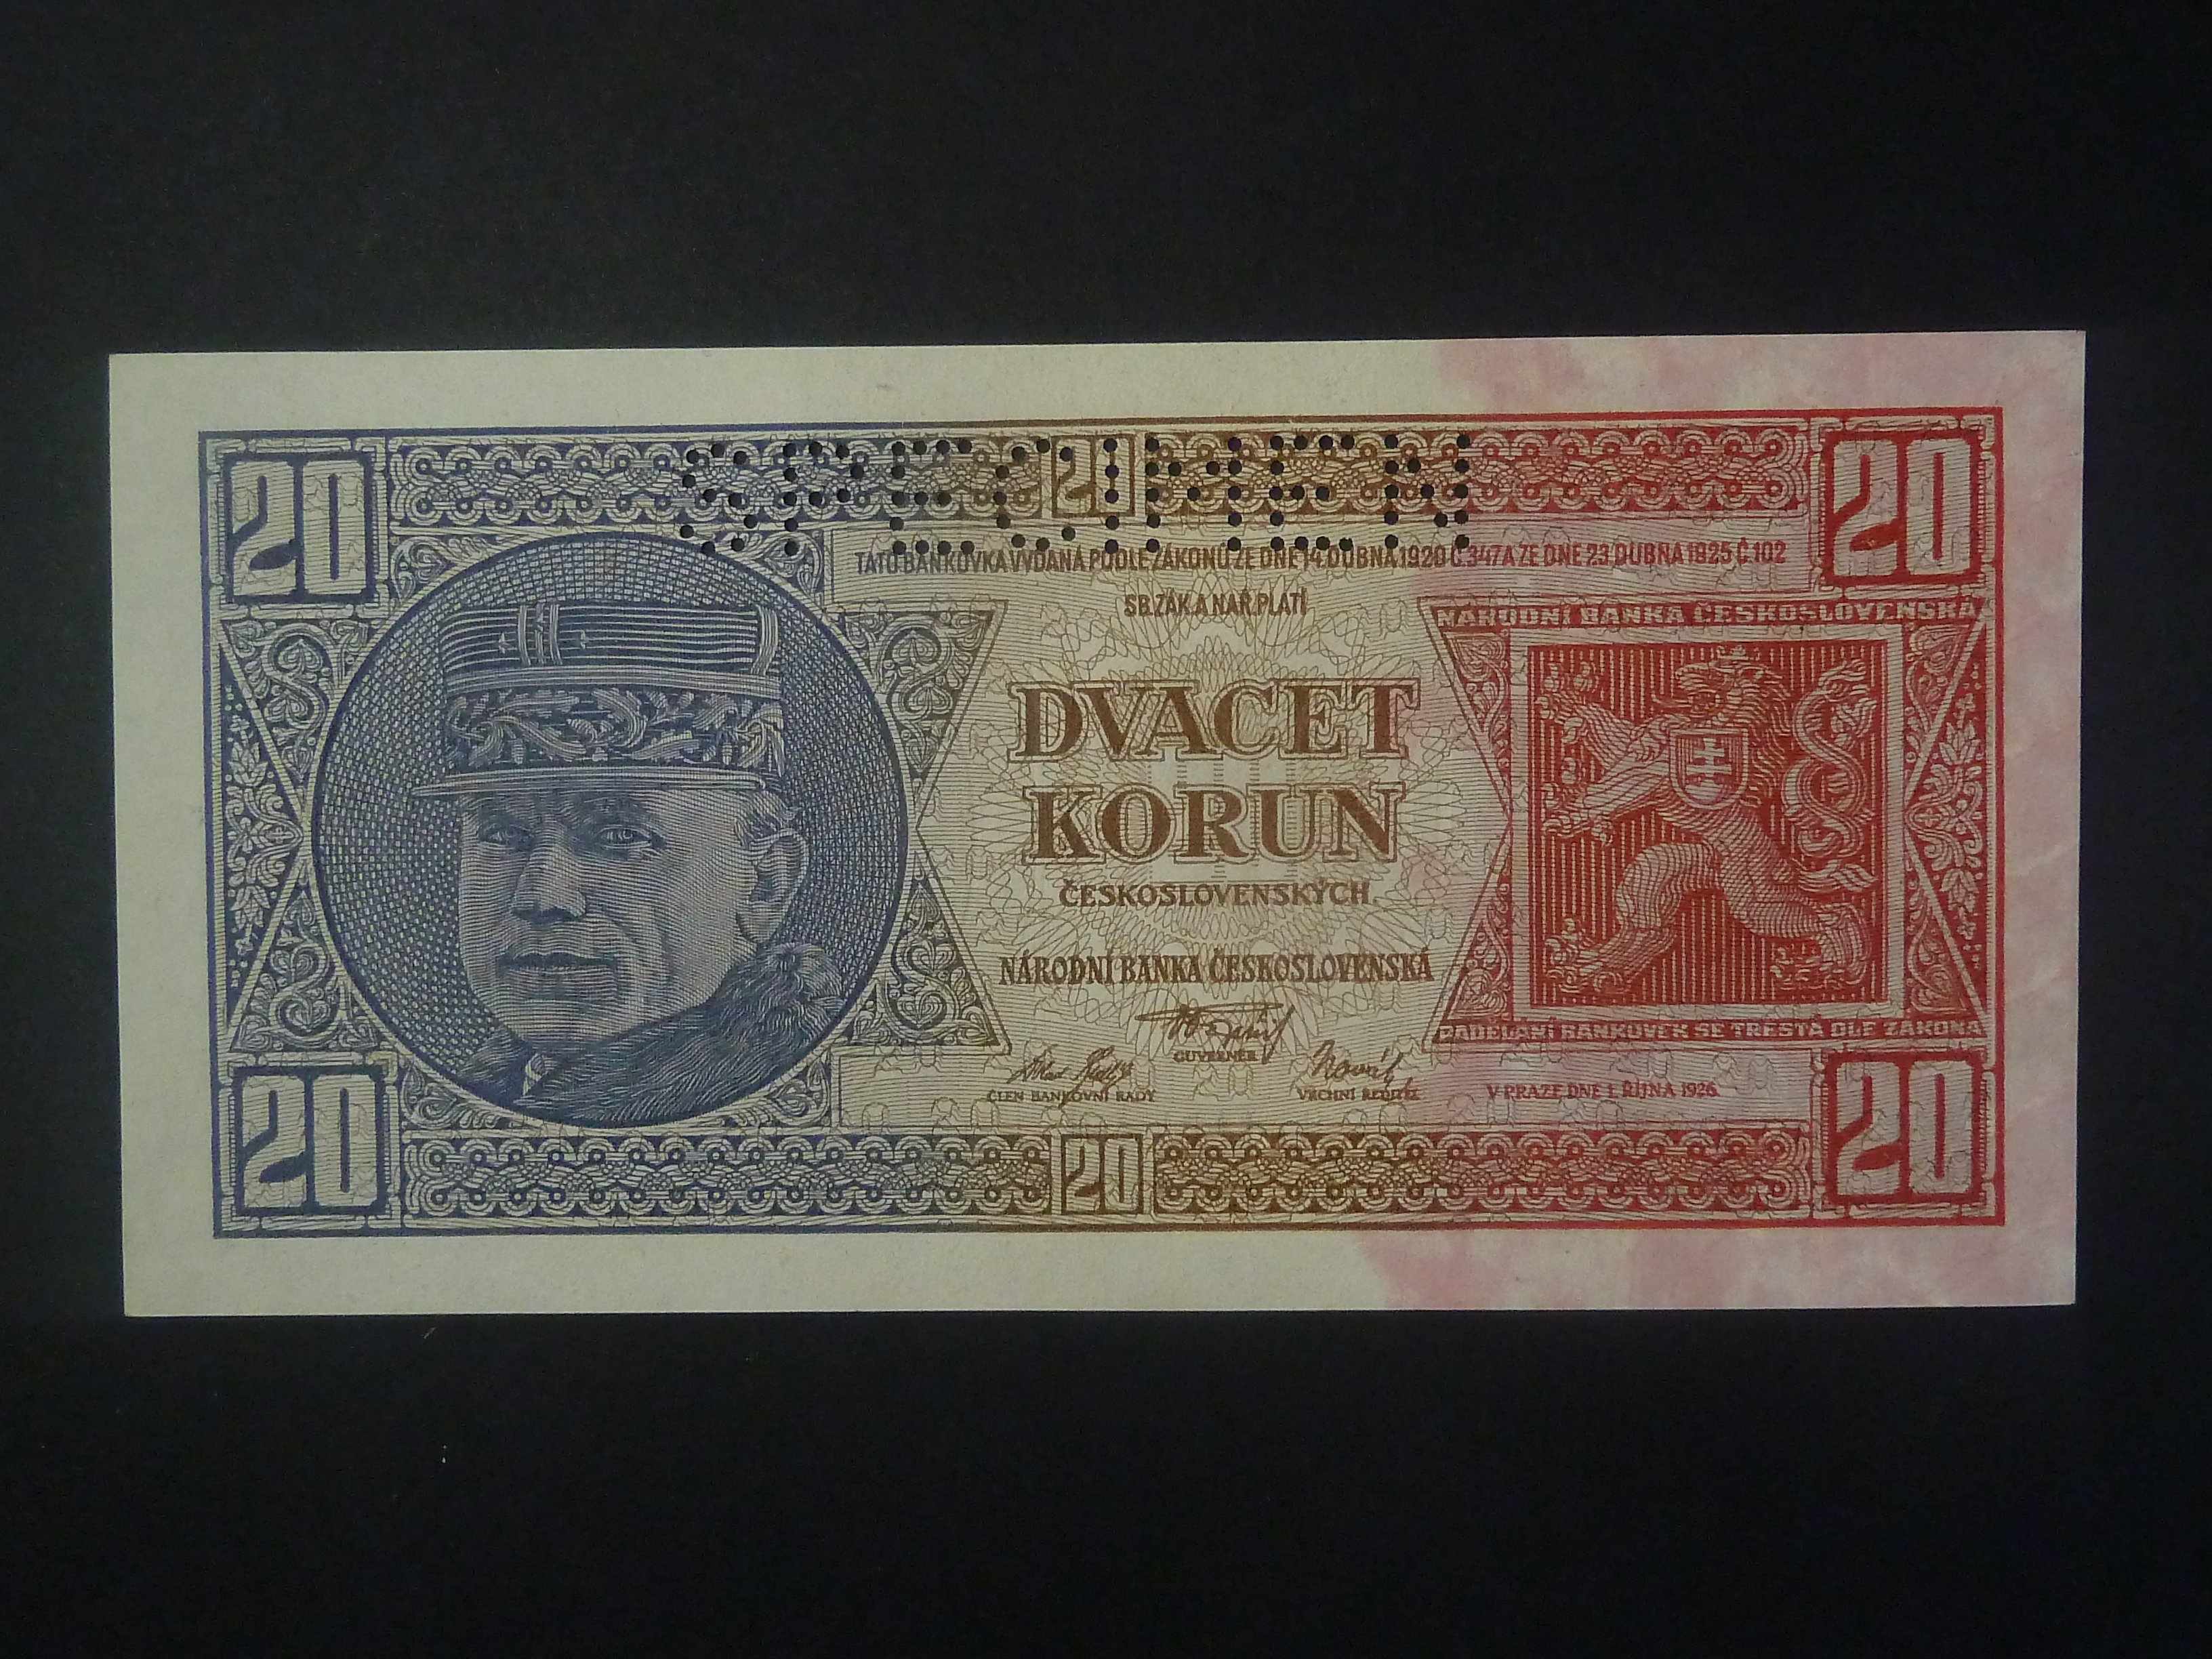 SPECIMEN
20 20 20
TATO BANKOVKA VYDANÁ PODLE ZÁKONŮ ZE DNE 14. DUBNA 1920 Č. 347 A ZE DNE 23. DUBNA 1925 Č. 102
SB. ZÁK. A NAŘ. PLATÍ
NÁRODNÍ BANKA ČESKOSLOVENSKÁ
DVACET
KORUN
ČESKOSLOVENSKÝCH.
NÁRODNÍ BANKA ČESKOSLOVENSKÁ
GUVERNÉR
ČLEN BANKOVNÍ RADY
Novák
VRCHNÍ ŘEDITEL
PADĚLÁNÍ BANKOVEK SE TRESTÁ DLE ZÁKONA
V PRAZE, DNE 1. ŘÍJNA 1926.
20 20 20